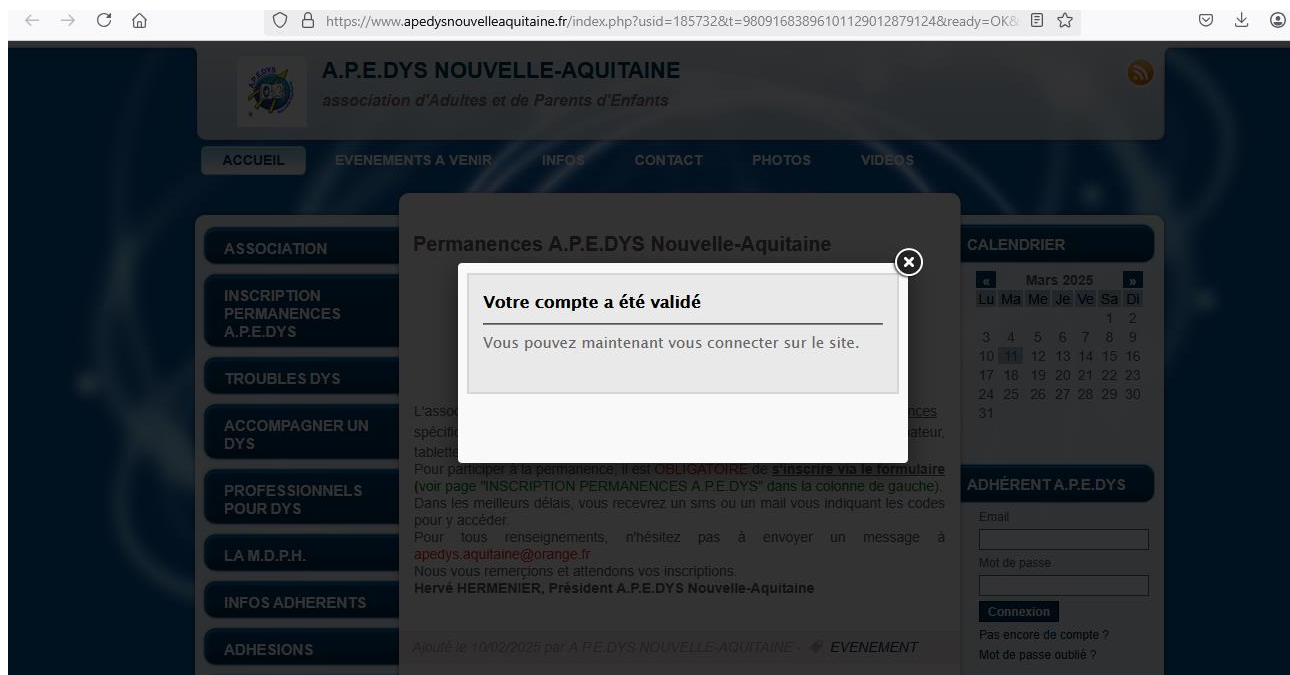 https://www.apedysnouvelleaquitaine.fr/index.php?usid=185732&t=98091683896101129012879124&ready=OK&
A.P.E.DYS NOUVELLE-AQUITAINE
association d'Adultes et de Parents d'Enfants
ACCUEIL EVENEMENTS A VENIR INFOS CONTACT PHOTOS VIDEOS
ASSOCIATION
INSCRIPTION
PERMANENCES
A.P.E.DYS
TROUBLES DYS
ACCOMPAGNER UN
DYS
PROFESSIONNELS
POUR DYS
LA M.D.P.H.
INFOS ADHERENTS
ADHESIONS
Permanences A.P.E.DYS Nouvelle-Aquitaine
Votre compte a été validé
Vous pouvez maintenant vous connecter sur le site.
L'assoc
nces
spécific
ateur,
tablette
Pour participer à la permanence, il est OBLIGATOIRE de s'inscrire via le formulaire
(voir page "INSCRIPTION PERMANENCES A.P.E.DYS" dans la colonne de gauche).
Dans les meilleurs délais, vous recevrez un sms ou un mail vous indiquant les codes
pour y accéder.
Pour tous renseignements, n'hésitez pas à envoyer un message à
apedys.aquitaine@orange.fr
Nous vous remerçions et attendons vos inscriptions.
Hervé HERMENIER, Président A.P.E.DYS Nouvelle-Aquitaine
Ajouté le 10/02/2025 par A.P.E.DYS NOUVELLE-AQUITAINE - EVENEMENT
CALENDRIER
« Mars 2025 »
Lu Ma Me Je Ve Sa Di
1 2
3 4 5 6 7 8 9
10 11 12 13 14 15 16
17 18 19 20 21 22 23
24 25 26 27 28 29 30
31
ADHÉRENT A.P.E.DYS
Email
Mot de passe
Connexion
Pas encore de compte ?
Mot de passe oublié ?